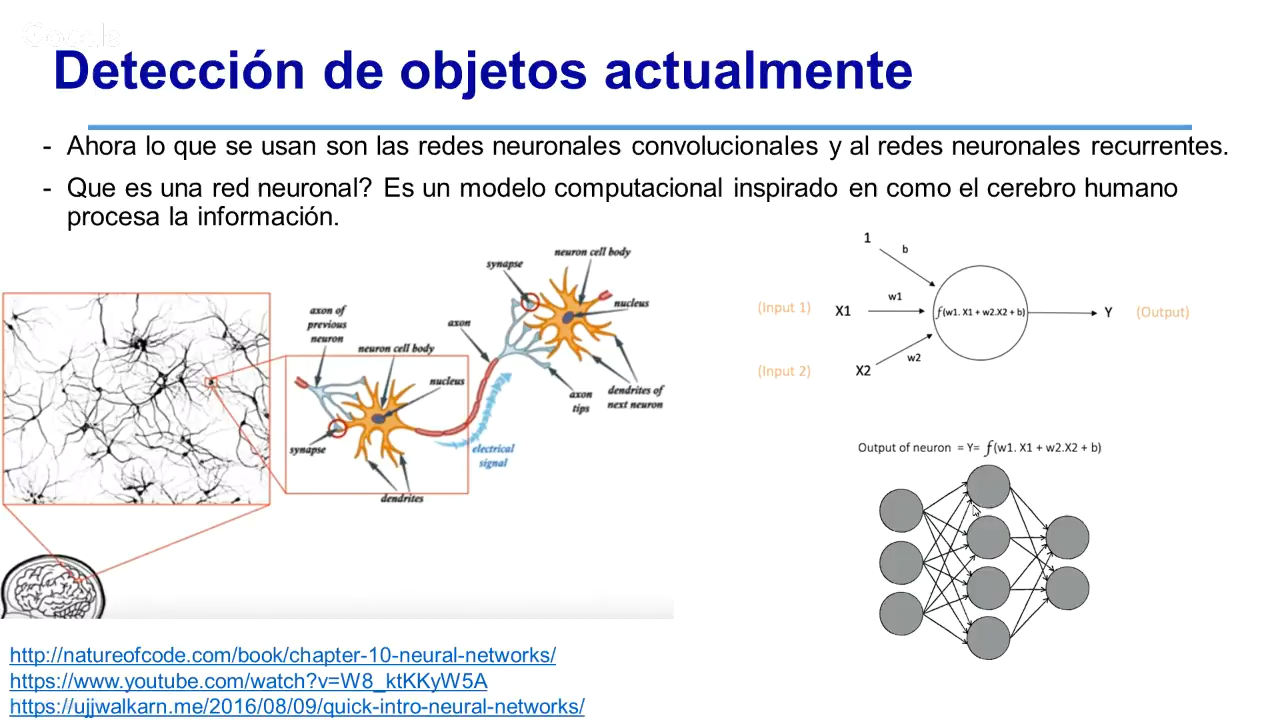 Detección de objetos actualmente
- Ahora lo que se usan son las redes neuronales convolucionales y al redes neuronales recurrentes.
- Que es una red neuronal? Es un modelo computacional inspirado en como el cerebro humano
procesa la información.
synapse
neuron cell body
nucleus
axon of
previous
neuron
axon
neuron cell body
nucleus
axon
tips
dendrites of
next neuron
synapse
electrical
signal
dendrites
1
b
(Input 1)
X1
w1
f(w1. X1 + w2.X2 + b)
Y
(Output)
(Input 2)
X2
w2
Output of neuron = Y= f(w1. X1 + w2.X2 + b)
http://natureofcode.com/book/chapter-10-neural-networks/
https://www.youtube.com/watch?v=W8_ktKKyW5A
https://ujjwalkarn.me/2016/08/09/quick-intro-neural-networks/